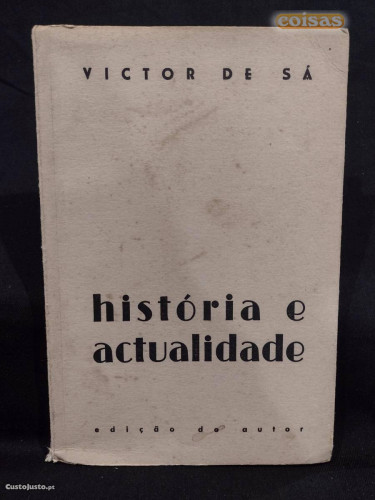 coisas
VICTOR DE SÁ
história e
actualidade
edição do autor
CustoJusto.pt